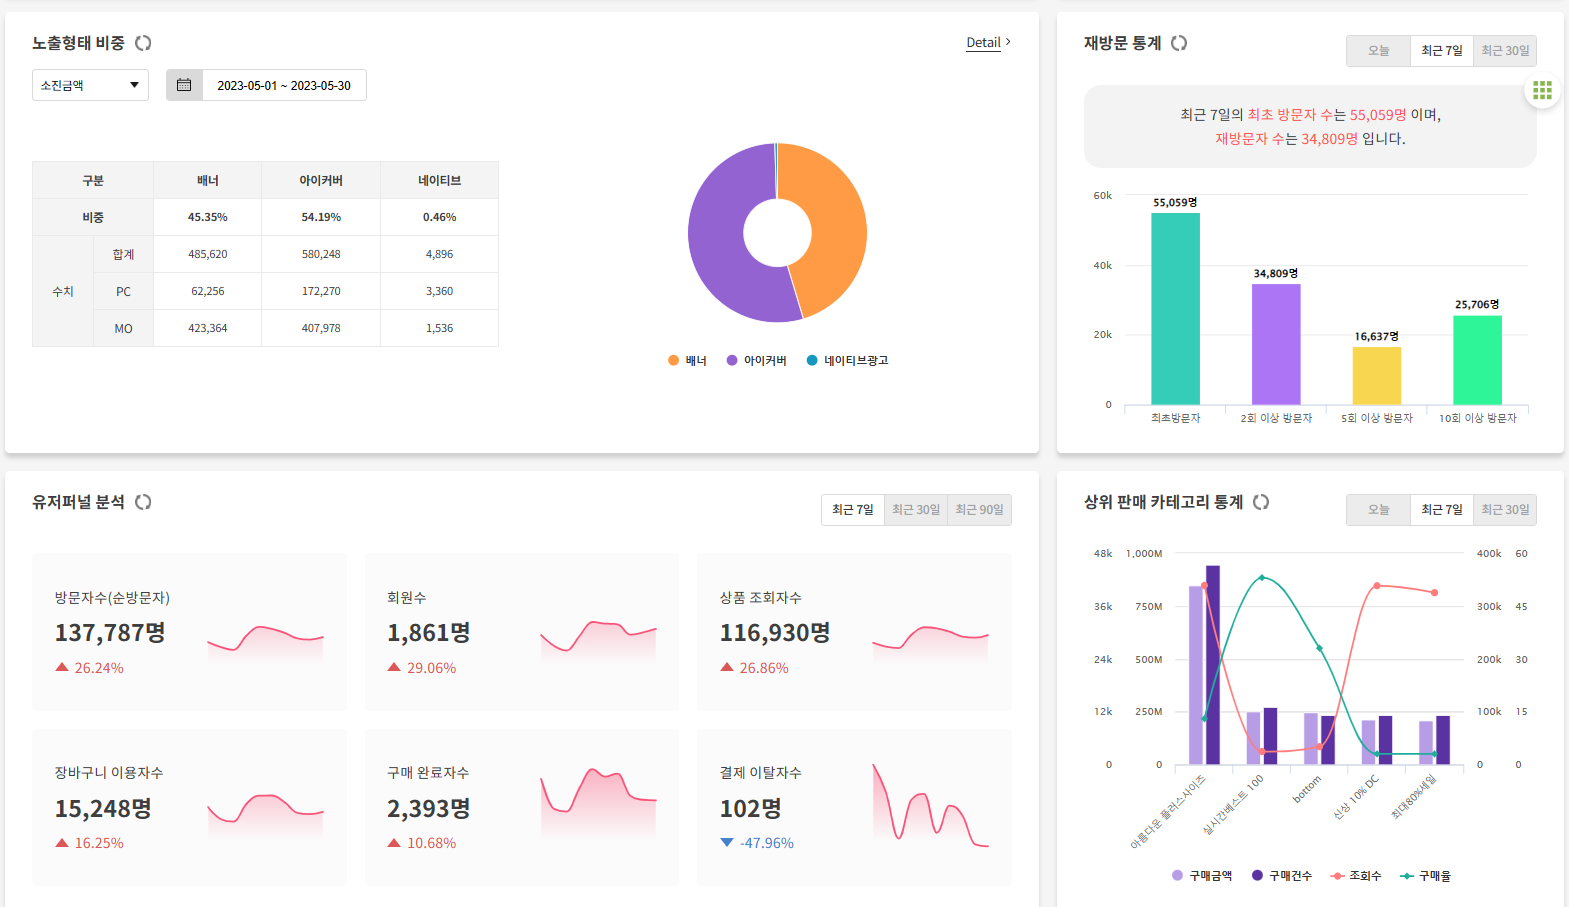 노출형태 비중
Detail
소진금액
2023-05-01 ~ 2023-05-30
구분 배너 아이커버 네이티브
비중 45.35% 54.19% 0.46%
수치 합계 485,620 580,248 4,896
PC 62,256 172,270 3,360
MO 423,364 407,978 1,536
배너 아이커버 네이티브광고
재방문 통계
오늘 최근 7일 최근 30일
최근 7일의 최초 방문자 수는 55,059명 이며,
재방문자 수는 34,809명 입니다.
60k
40k
20k
0
55,059명
34,809명
16,637명
25,706명
최초방문자 2회 이상 방문자 5회 이상 방문자 10회 이상 방문자
유저퍼널 분석
최근 7일 최근 30일 최근 90일
방문자수(순방문자)
137,787명
26.24%
회원수
1,861명
29.06%
상품 조회자수
116,930명
26.86%
장바구니 이용자수
15,248명
16.25%
구매 완료자수
2,393명
10.68%
결제 이탈자수
102명
-47.96%
상위 판매 카테고리 통계
오늘 최근 7일 최근 30일
48k 1,000M 400k 60
36k 750M 300k 45
24k 500M 200k 30
12k 250M 100k 15
0 0 0 0
아름다운 플러스사이즈
실시간베스트 100
bottom
신상 10% DC
최대80%세일
구매금액 구매건수 조회수 구매율